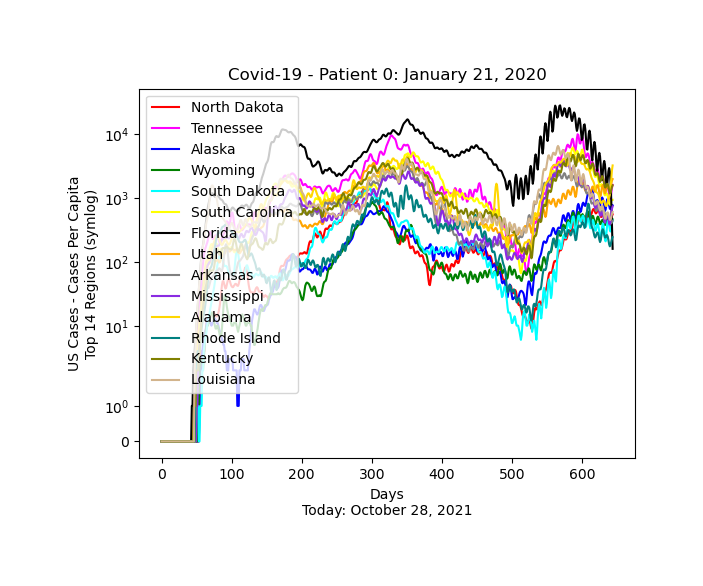 Covid-19 - Patient 0: January 21, 2020
US Cases - Cases Per Capita
Top 14 Regions (symlog)
10^4
10^3
10^2
10^1
10^0
0
North Dakota
Tennessee
Alaska
Wyoming
South Dakota
South Carolina
Florida
Utah
Arkansas
Mississippi
Alabama
Rhode Island
Kentucky
Louisiana
0 100 200 300 400 500 600
Days
Today: October 28, 2021